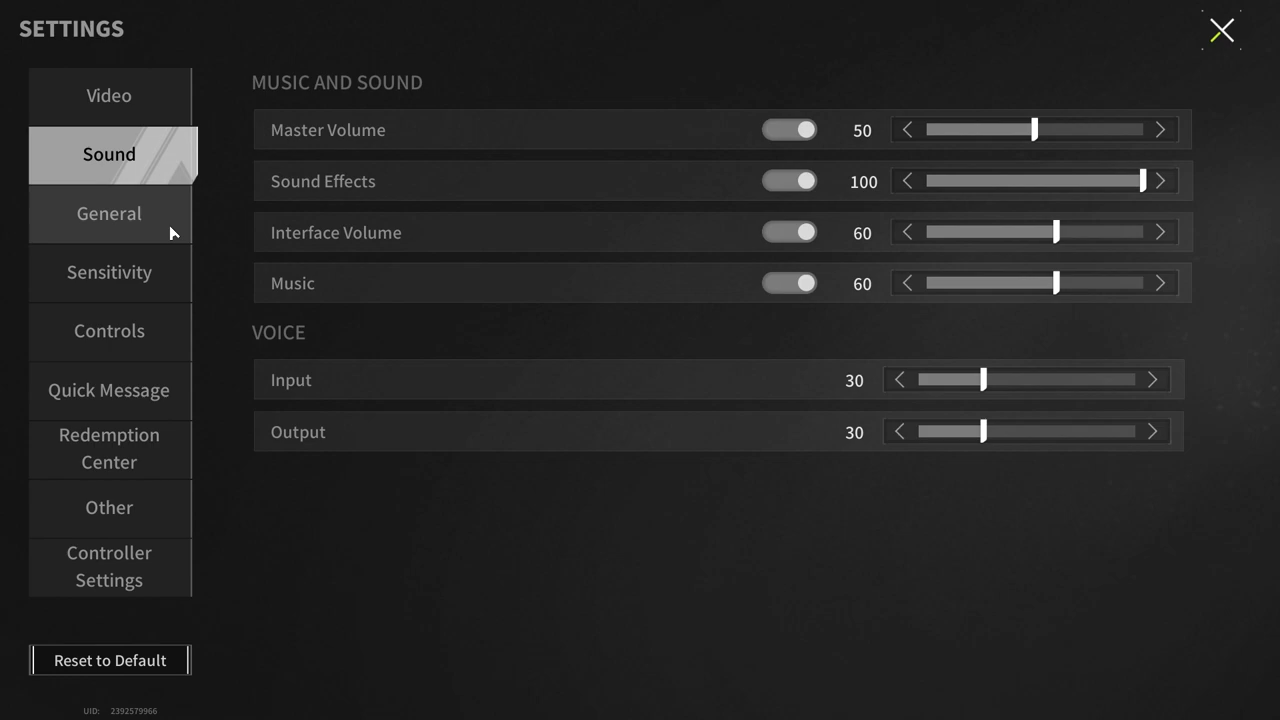 SETTINGS
Video
Sound
General
Sensitivity
Controls
Quick Message
Redemption
Center
Other
Controller
Settings
Reset to Default
UID: 2392579966
MUSIC AND SOUND
Master Volume 50
Sound Effects 100
Interface Volume 60
Music 60
VOICE
Input 30
Output 30